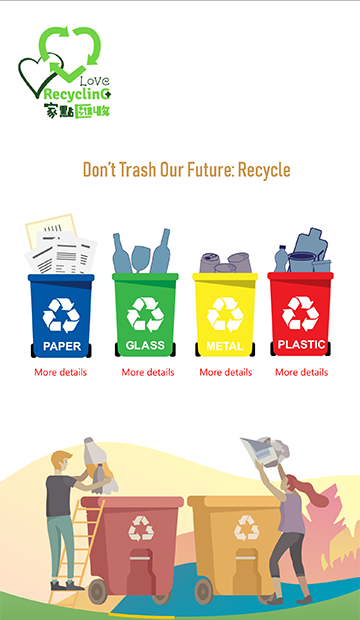 Love
Recycling+
家點回收
Don't Trash Our Future: Recycle
PAPER
GLASS
METAL
PLASTIC
More details
More details
More details
More details